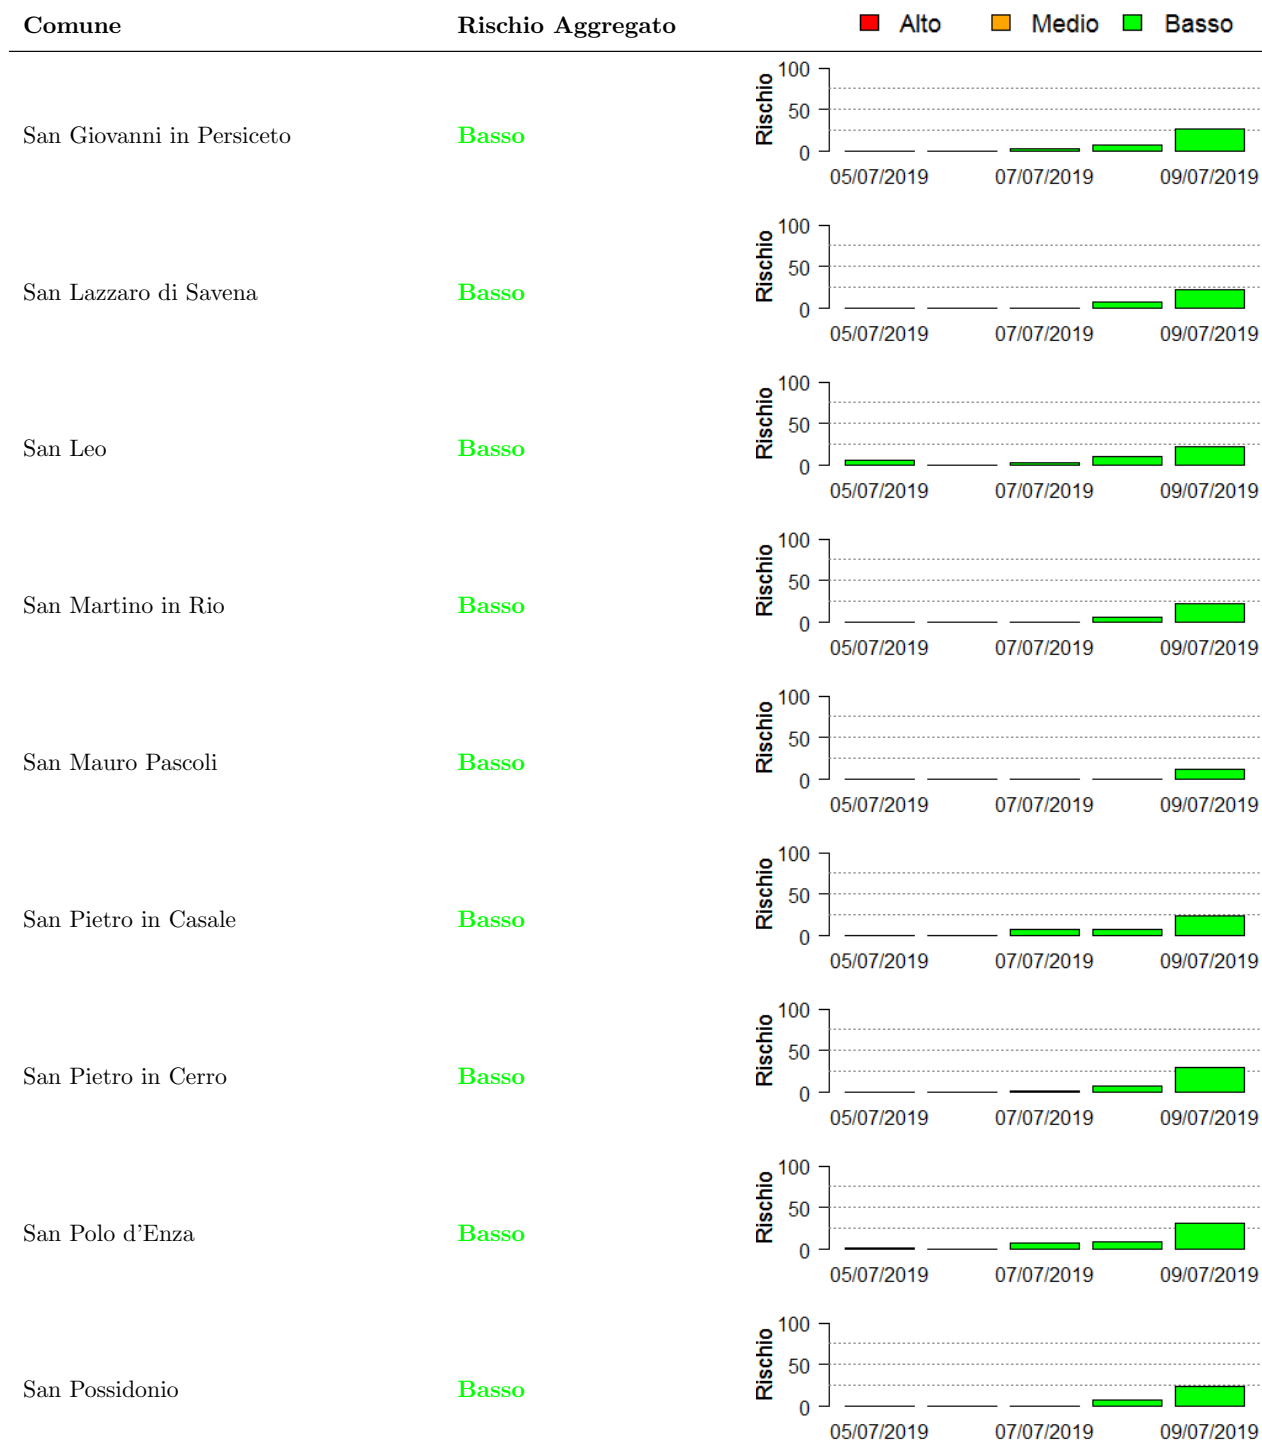 Comune Rischio Aggregato Alto Medio Basso
San Giovanni in Persiceto Basso
Rischio
100
50
0
05/07/2019 07/07/2019 09/07/2019
San Lazzaro di Savena Basso
Rischio
100
50
0
05/07/2019 07/07/2019 09/07/2019
San Leo Basso
Rischio
100
50
0
05/07/2019 07/07/2019 09/07/2019
San Martino in Rio Basso
Rischio
100
50
0
05/07/2019 07/07/2019 09/07/2019
San Mauro Pascoli Basso
Rischio
100
50
0
05/07/2019 07/07/2019 09/07/2019
San Pietro in Casale Basso
Rischio
100
50
0
05/07/2019 07/07/2019 09/07/2019
San Pietro in Cerro Basso
Rischio
100
50
0
05/07/2019 07/07/2019 09/07/2019
San Polo d'Enza Basso
Rischio
100
50
0
05/07/2019 07/07/2019 09/07/2019
San Possidonio Basso
Rischio
100
50
0
05/07/2019 07/07/2019 09/07/2019